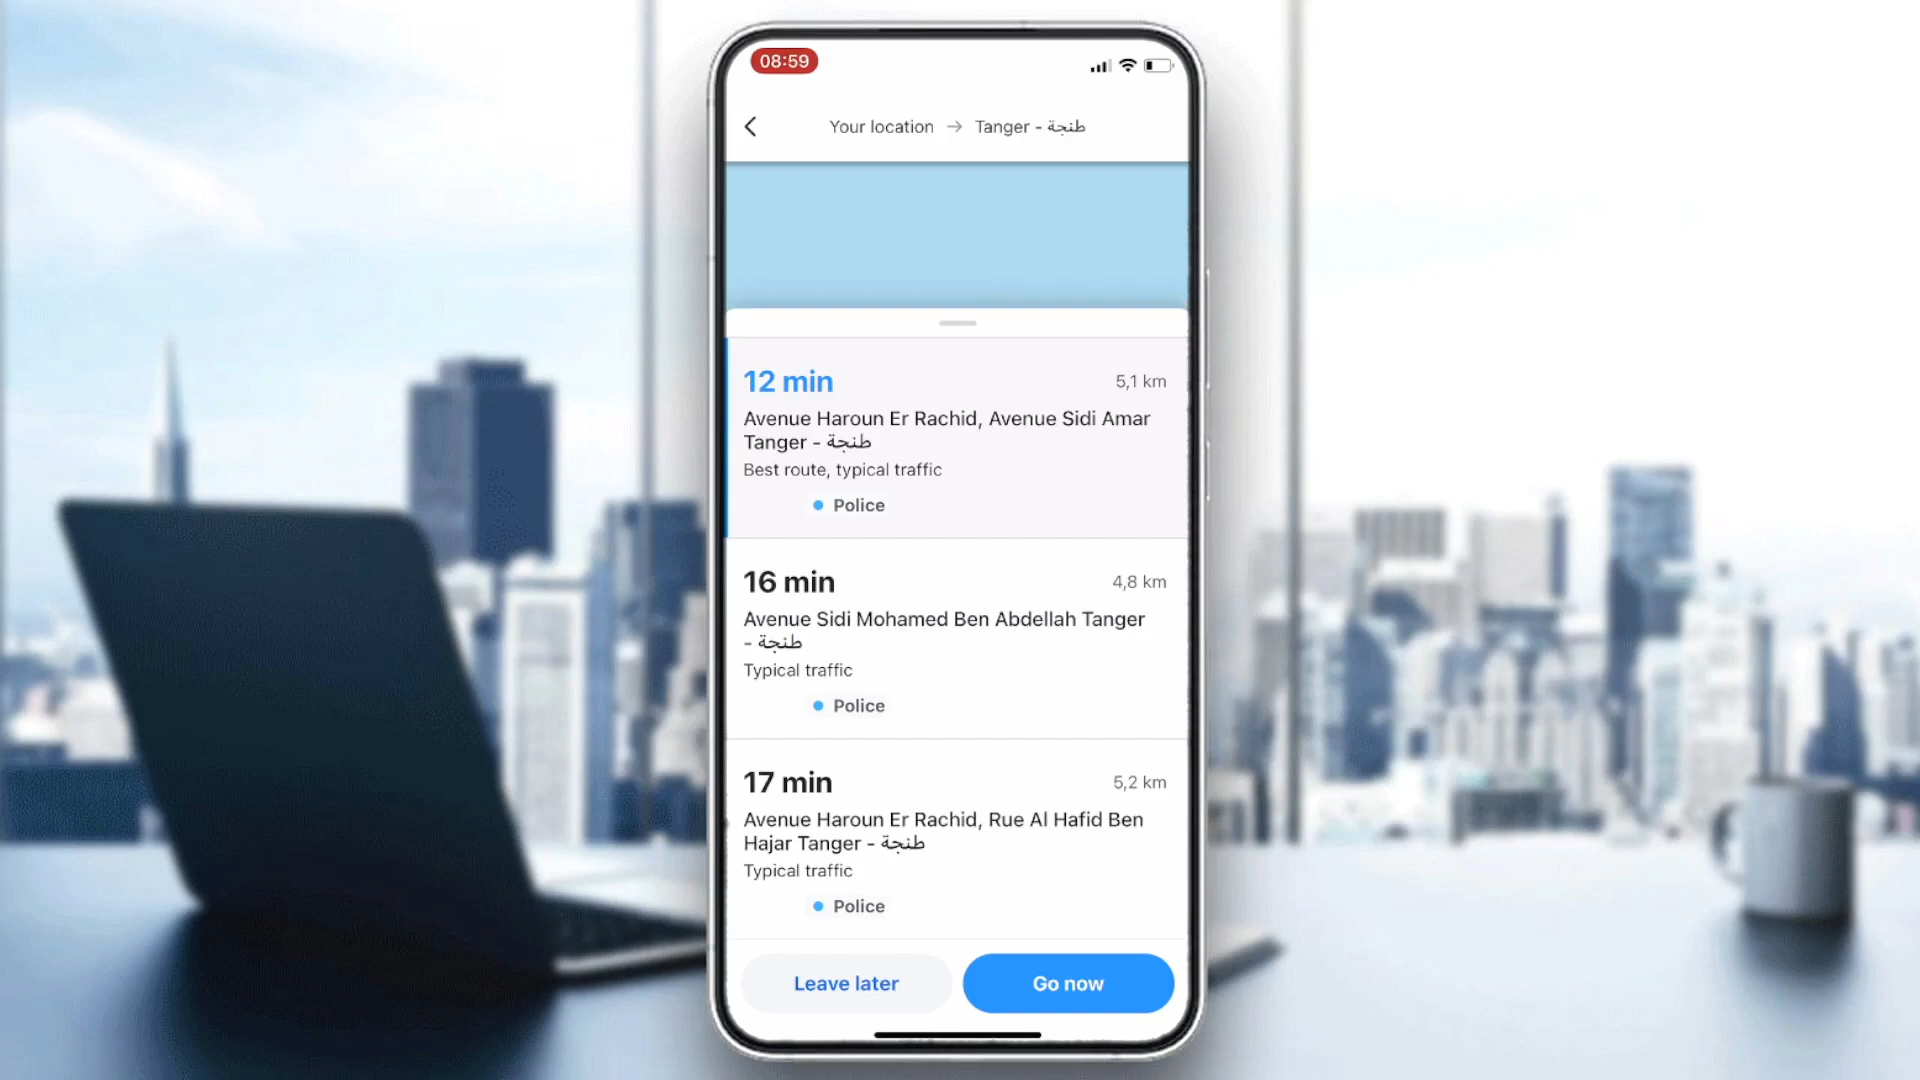 08:59
Your location → Tanger - طنجة
12 min
5,1 km
Avenue Haroun Er Rachid, Avenue Sidi Amar
Tanger - طنجة
Best route, typical traffic
Police
16 min
4,8 km
Avenue Sidi Mohamed Ben Abdellah Tanger
- طنجة
Typical traffic
Police
17 min
5,2 km
Avenue Haroun Er Rachid, Rue Al Hafid Ben
Hajar Tanger - طنجة
Typical traffic
Police
Leave later
Go now